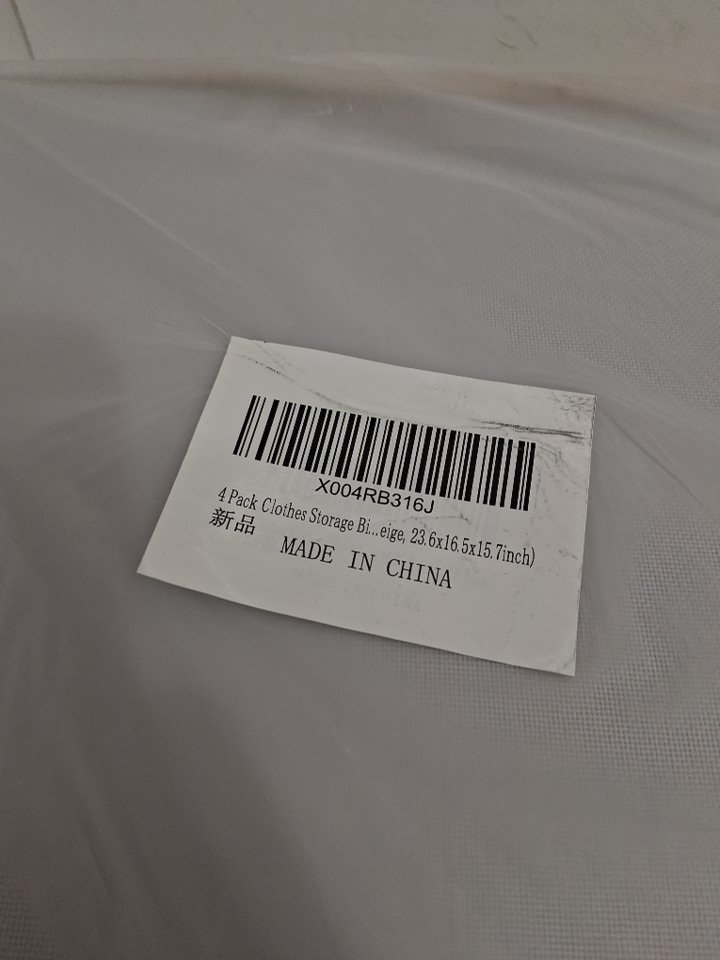 X004RB316J
4 Pack Clothes Storage Bi...eige, 23.6x16.5x15.7inch)
新品
MADE IN CHINA